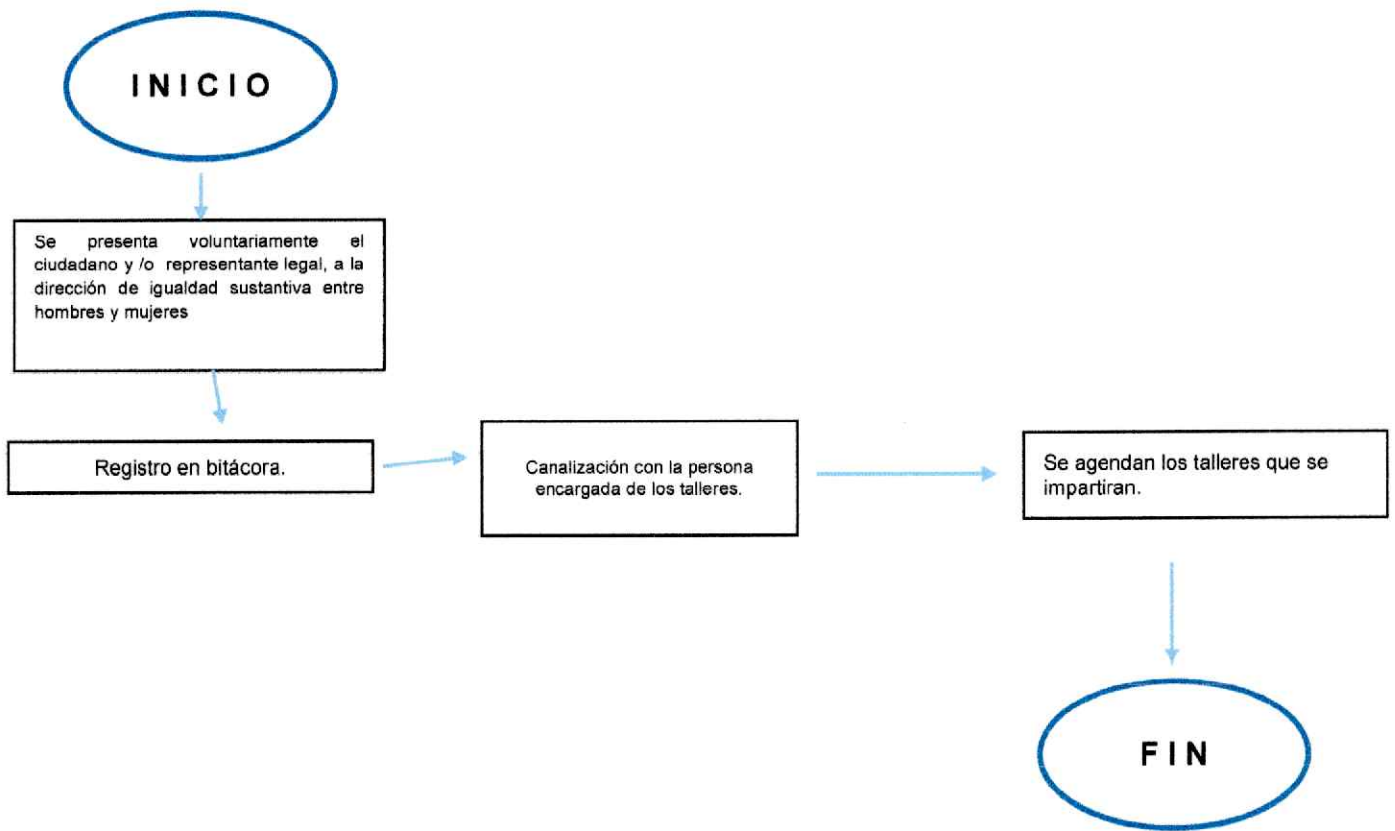 INICIO
Se presenta voluntariamente el
ciudadano y /o representante legal, a la
dirección de igualdad sustantiva entre
hombres y mujeres
Registro en bitácora.
Canalización con la persona
encargada de los talleres.
Se agendan los talleres que se
impartiran.
FIN